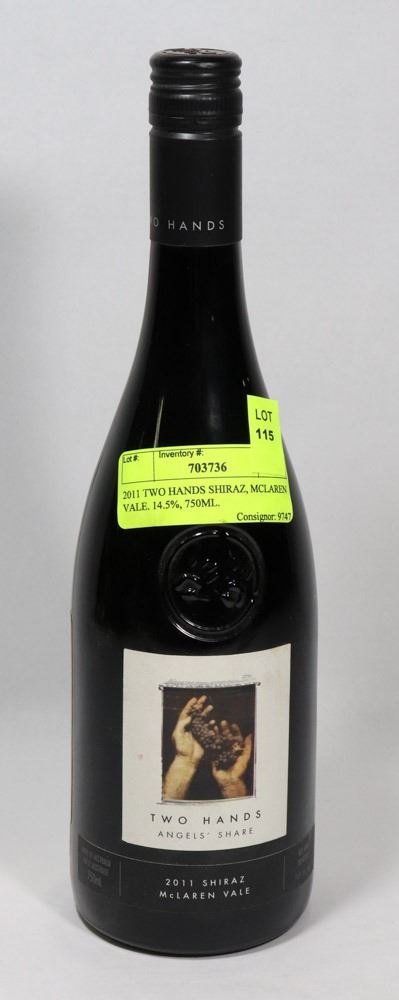 O HANDS
LOT
115
Lot #: Inventory #:
703736
2011 TWO HANDS SHIRAZ, MCLAREN
VALE. 14.5%, 750ML.
Consignor: 9747
TWO HANDS
ANGELS' SHARE
2011 SHIRAZ
McLAREN VALE
750ml